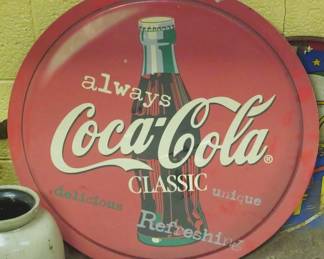 always
Coca-Cola®
CLASSIC
delicious unique
Refreshing